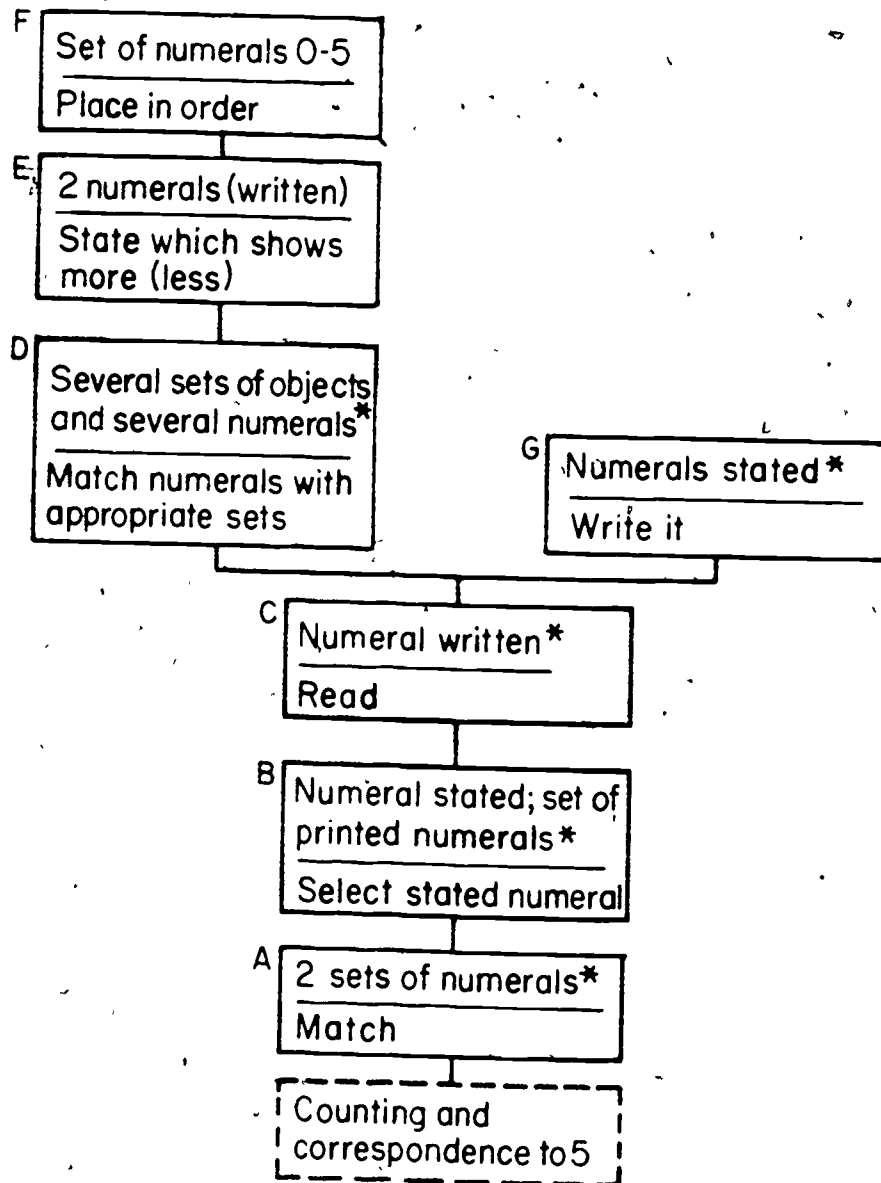 F
Set of numerals 0-5
Place in order
E
2 numerals (written)
State which shows
more (less)
D
Several sets of objects
and several numerals*
Match numerals with
appropriate sets
G
Numerals stated*
Write it
C
Numeral written*
Read
B
Numeral stated; set of
printed numerals*
Select stated numeral
A
2 sets of numerals*
Match
Counting and
correspondence to 5